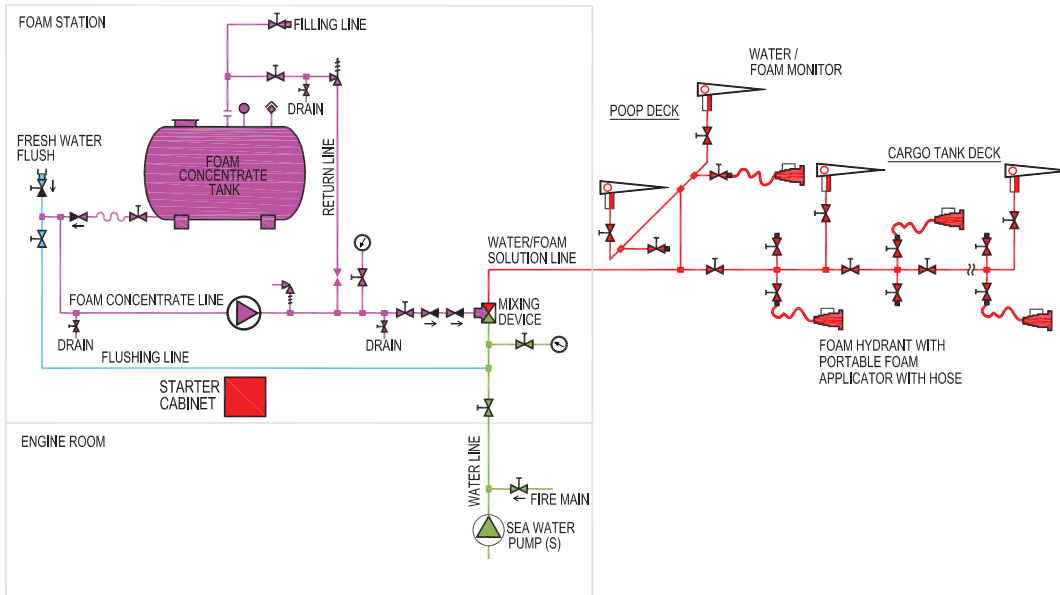 FOAM STATION
FILLING LINE
DRAIN
FRESH WATER
FLUSH
FOAM
CONCENTRATE
TANK
RETURN LINE
FOAM CONCENTRATE LINE
DRAIN
DRAIN
FLUSHING LINE
STARTER
CABINET
WATER/FOAM
SOLUTION LINE
MIXING
DEVICE
ENGINE ROOM
WATER LINE
FIRE MAIN
SEA WATER
PUMP (S)
WATER /
FOAM MONITOR
POOP DECK
CARGO TANK DECK
FOAM HYDRANT WITH
PORTABLE FOAM
APPLICATOR WITH HOSE